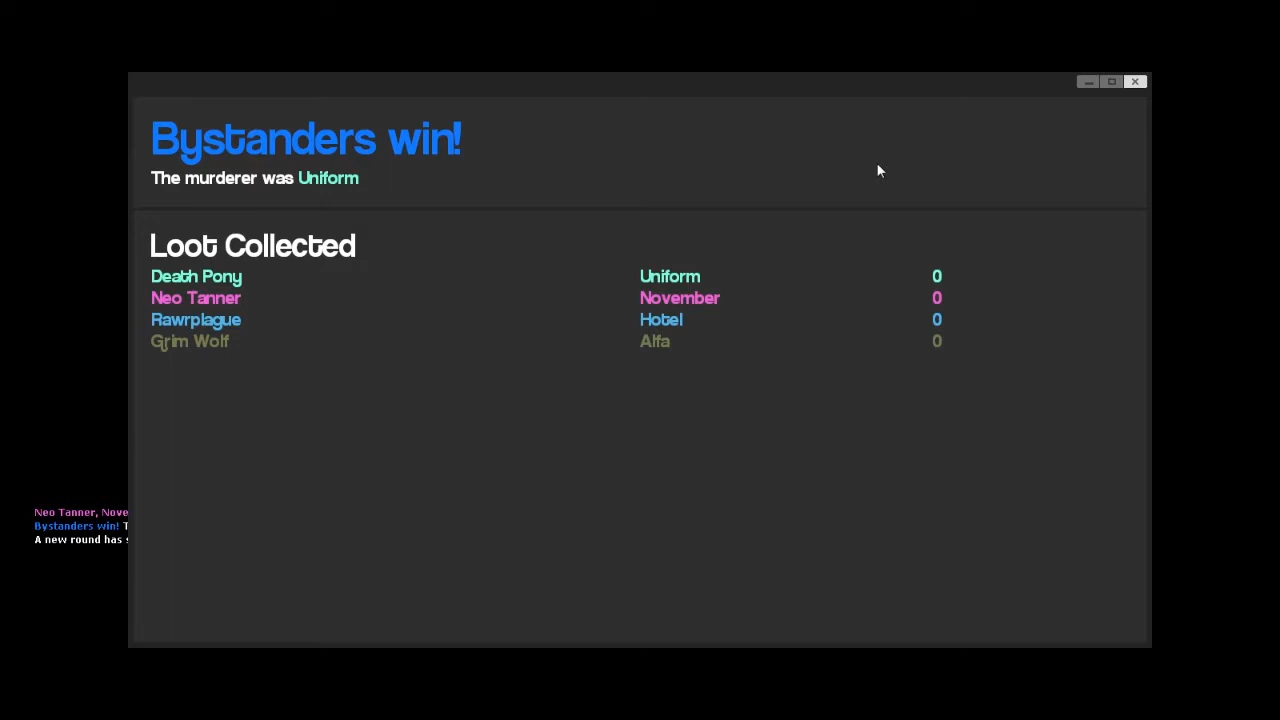 Bystanders win!
The murderer was Uniform
Loot Collected
Death Pony Uniform 0
Neo Tanner November 0
Rawrplague Hotel 0
Grim Wolf Alfa 0
Neo Tanner, Nove
Bystanders win! T
A new round has s